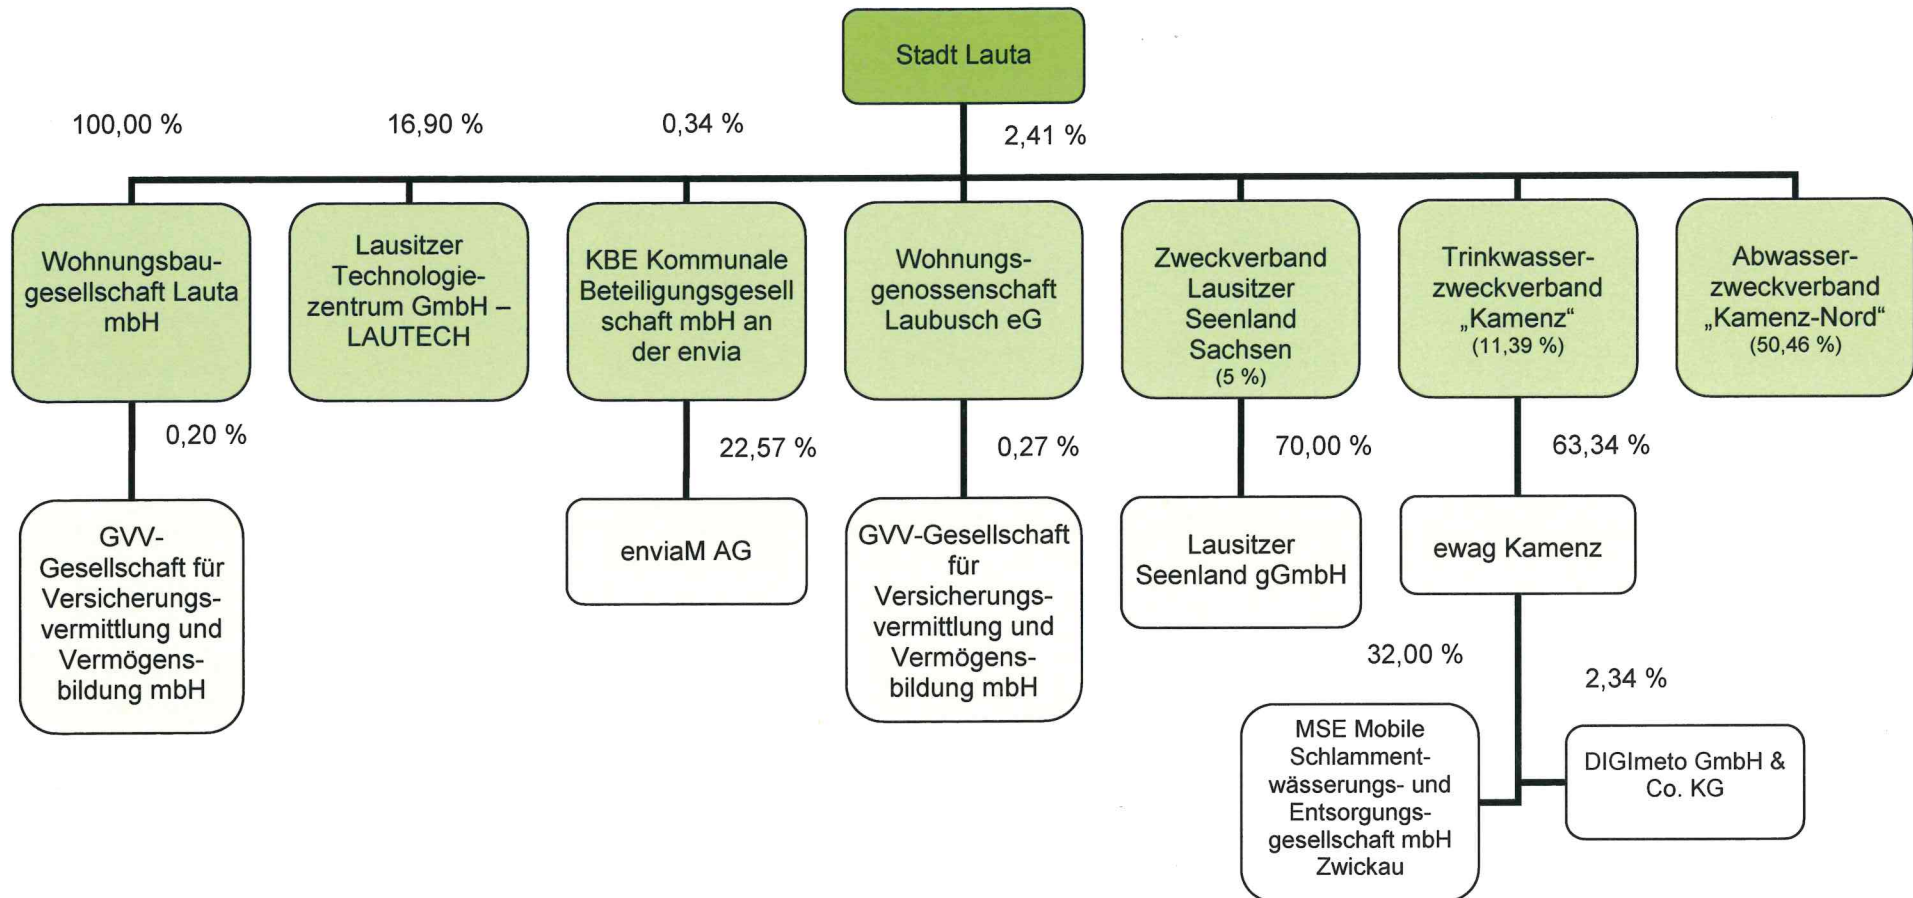 Stadt Lauta
100,00 %
16,90 %
0,34 %
2,41 %
Wohnungsbau-
gesellschaft Lauta
mbH
Lausitzer
Technologie-
zentrum GmbH –
LAUTECH
KBE Kommunale
Beteiligungsgesell
schaft mbH an
der envia
Wohnungs-
genossenschaft
Laubusch eG
Zweckverband
Lausitzer
Seenland
Sachsen
(5 %)
Trinkwasser-
zweckverband
„Kamenz“
(11,39 %)
Abwasser-
zweckverband
„Kamenz-Nord“
(50,46 %)
0,20 %
22,57 %
0,27 %
70,00 %
63,34 %
GVV-
Gesellschaft für
Versicherungs-
vermittlung und
Vermögens-
bildung mbH
enviaM AG
GVV-Gesellschaft
für
Versicherungs-
vermittlung und
Vermögens-
bildung mbH
Lausitzer
Seenland gGmbH
ewag Kamenz
32,00 %
2,34 %
MSE Mobile
Schlamment-
wässerungs- und
Entsorgungs-
gesellschaft mbH
Zwickau
DIGImeto GmbH &
Co. KG